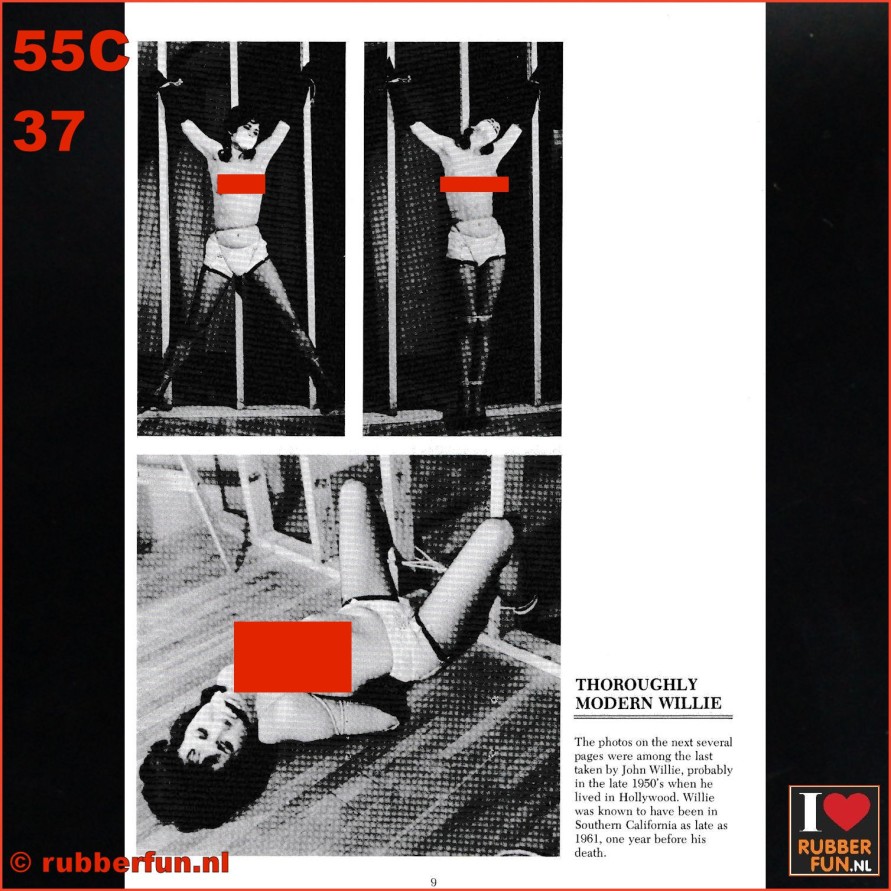 55C
37
THOROUGHLY
MODERN WILLIE
The photos on the next several
pages were among the last
taken by John Willie, probably
in the late 1950's when he
lived in Hollywood. Willie
was known to have been in
Southern California as late as
1961, one year before his
death.
9
© rubberfun.nl
I
RUBBER
FUN.NL